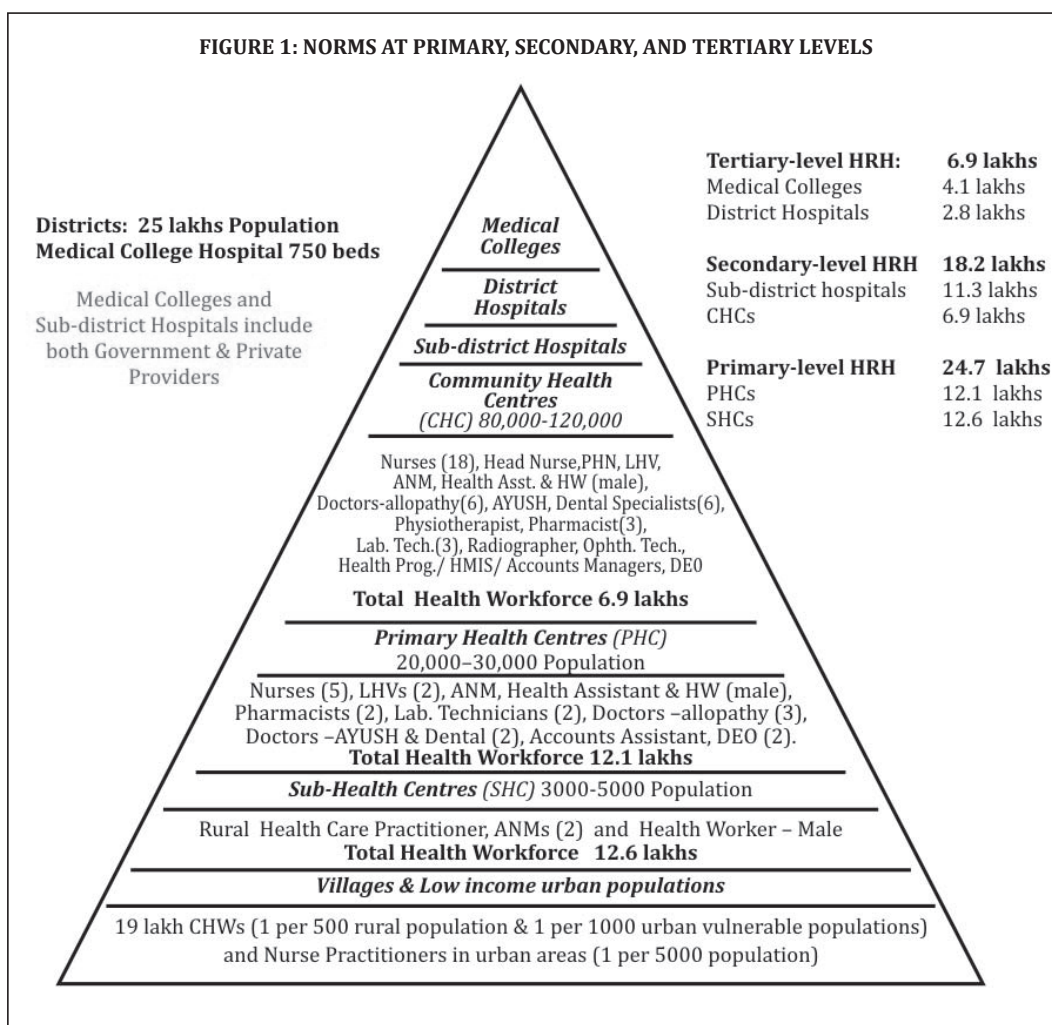 FIGURE 1: NORMS AT PRIMARY, SECONDARY, AND TERTIARY LEVELS
Districts: 25 lakhs Population
Medical College Hospital 750 beds
Medical Colleges and
Sub-district Hospitals include
both Government & Private
Providers
Tertiary-level HRH: 6.9 lakhs
Medical Colleges 4.1 lakhs
District Hospitals 2.8 lakhs
Secondary-level HRH 18.2 lakhs
Sub-district hospitals 11.3 lakhs
CHCs 6.9 lakhs
Primary-level HRH 24.7 lakhs
PHCs 12.1 lakhs
SHCs 12.6 lakhs
Medical
Colleges
District
Hospitals
Sub-district Hospitals
Community Health
Centres
(CHC) 80,000-120,000
Nurses (18), Head Nurse,PHN, LHV,
ANM, Health Asst. & HW (male),
Doctors-allopathy(6), AYUSH, Dental Specialists(6),
Physiotherapist, Pharmacist(3),
Lab. Tech.(3), Radiographer, Ophth. Tech.,
Health Prog./ HMIS/ Accounts Managers, DE0
Total Health Workforce 6.9 lakhs
Primary Health Centres (PHC)
20,000–30,000 Population
Nurses (5), LHVs (2), ANM, Health Assistant & HW (male),
Pharmacists (2), Lab. Technicians (2), Doctors –allopathy (3),
Doctors –AYUSH & Dental (2), Accounts Assistant, DEO (2).
Total Health Workforce 12.1 lakhs
Sub-Health Centres (SHC) 3000-5000 Population
Rural Health Care Practitioner, ANMs (2) and Health Worker – Male
Total Health Workforce 12.6 lakhs
Villages & Low income urban populations
19 lakh CHWs (1 per 500 rural population & 1 per 1000 urban vulnerable populations)
and Nurse Practitioners in urban areas (1 per 5000 population)